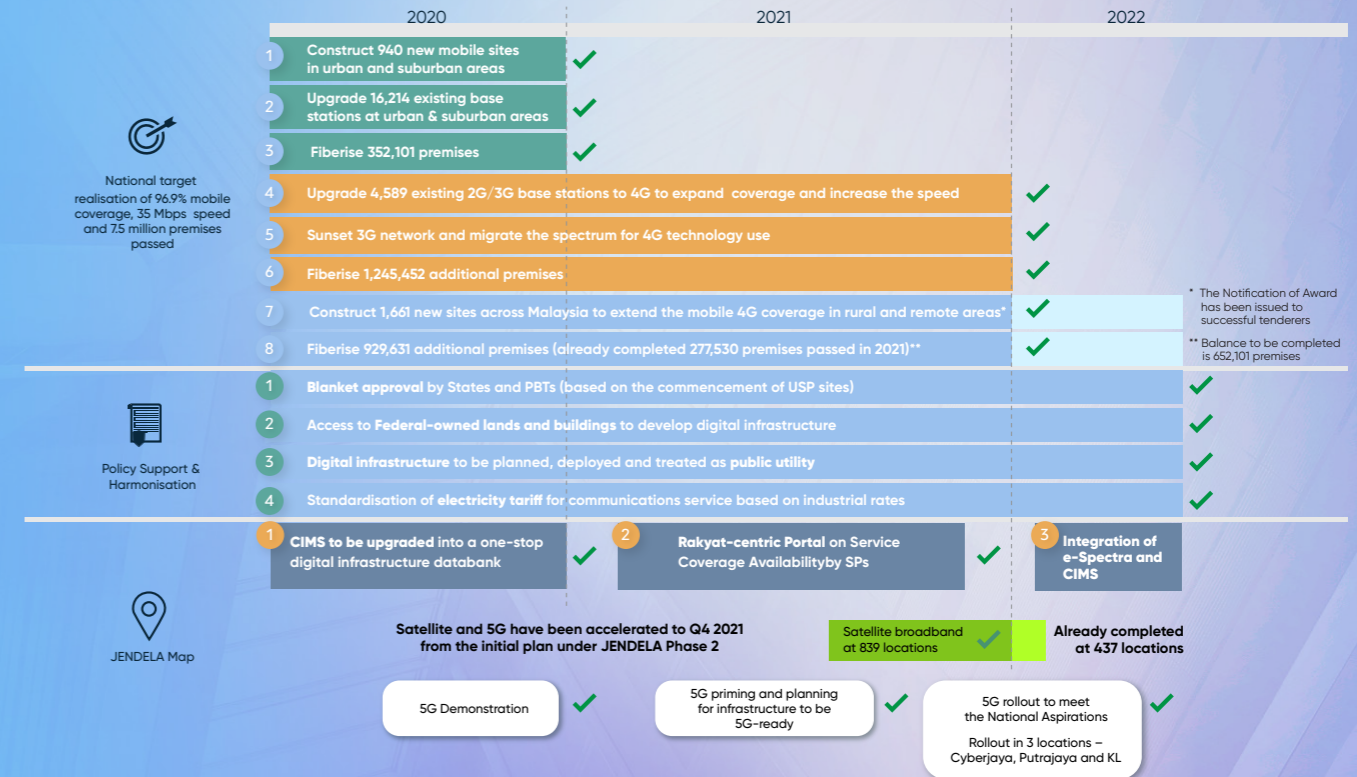 2020
2021
2022
1
Construct 940 new mobile sites
in urban and suburban areas
2
Upgrade 16,214 existing base
stations at urban & suburban areas
3
Fiberise 352,101 premises
National target
realisation of 96.9% mobile
coverage, 35 Mbps speed
and 7.5 million premises
passed
4
Upgrade 4,589 existing 2G/3G base stations to 4G to expand coverage and increase the speed
5
Sunset 3G network and migrate the spectrum for 4G technology use
6
Fiberise 1,245,452 additional premises
7
Construct 1,661 new sites across Malaysia to extend the mobile 4G coverage in rural and remote areas*
8
Fiberise 929,631 additional premises (already completed 277,530 premises passed in 2021)**
* The Notification of Award
has been issued to
successful tenderers
** Balance to be completed
is 652,101 premises
Policy Support &
Harmonisation
1
Blanket approval by States and PBTs (based on the commencement of USP sites)
2
Access to Federal-owned lands and buildings to develop digital infrastructure
3
Digital infrastructure to be planned, deployed and treated as public utility
4
Standardisation of electricity tariff for communications service based on industrial rates
JENDELA Map
1
CIMS to be upgraded into a one-stop
digital infrastructure databank
2
Rakyat-centric Portal on Service
Coverage Availabilityby SPs
3
Integration of
e-Spectra and
CIMS
Satellite and 5G have been accelerated to Q4 2021
from the initial plan under JENDELA Phase 2
Satellite broadband
at 839 locations
Already completed
at 437 locations
5G Demonstration
5G priming and planning
for infrastructure to be
5G-ready
5G rollout to meet
the National Aspirations
Rollout in 3 locations –
Cyberjaya, Putrajaya and KL